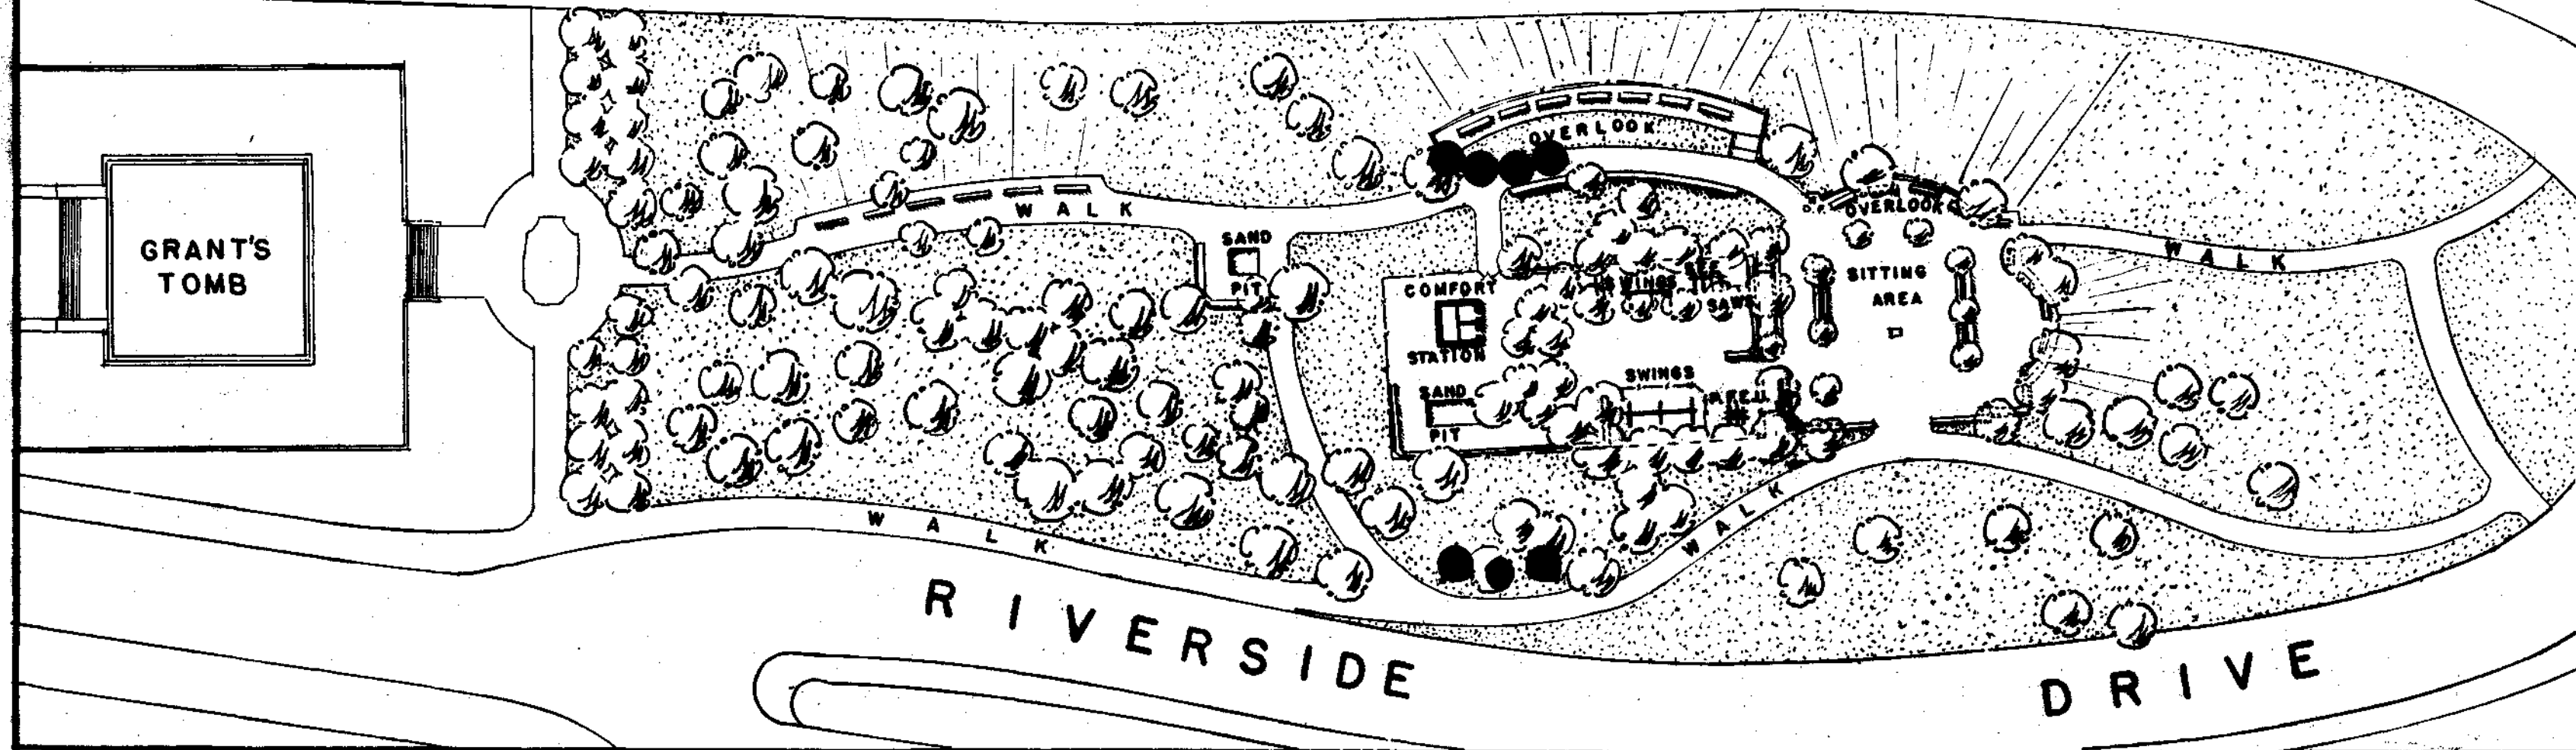 GRANT'S
TOMB
WALK
SAND
PIT
OVERLOOK
OVERLOOK
WALK
COMFORT
STATION
SWINGS
SEE
SAWS
SITTING
AREA
SAND
PIT
SWINGS
WALK
WALK
RIVERSIDE
DRIVE